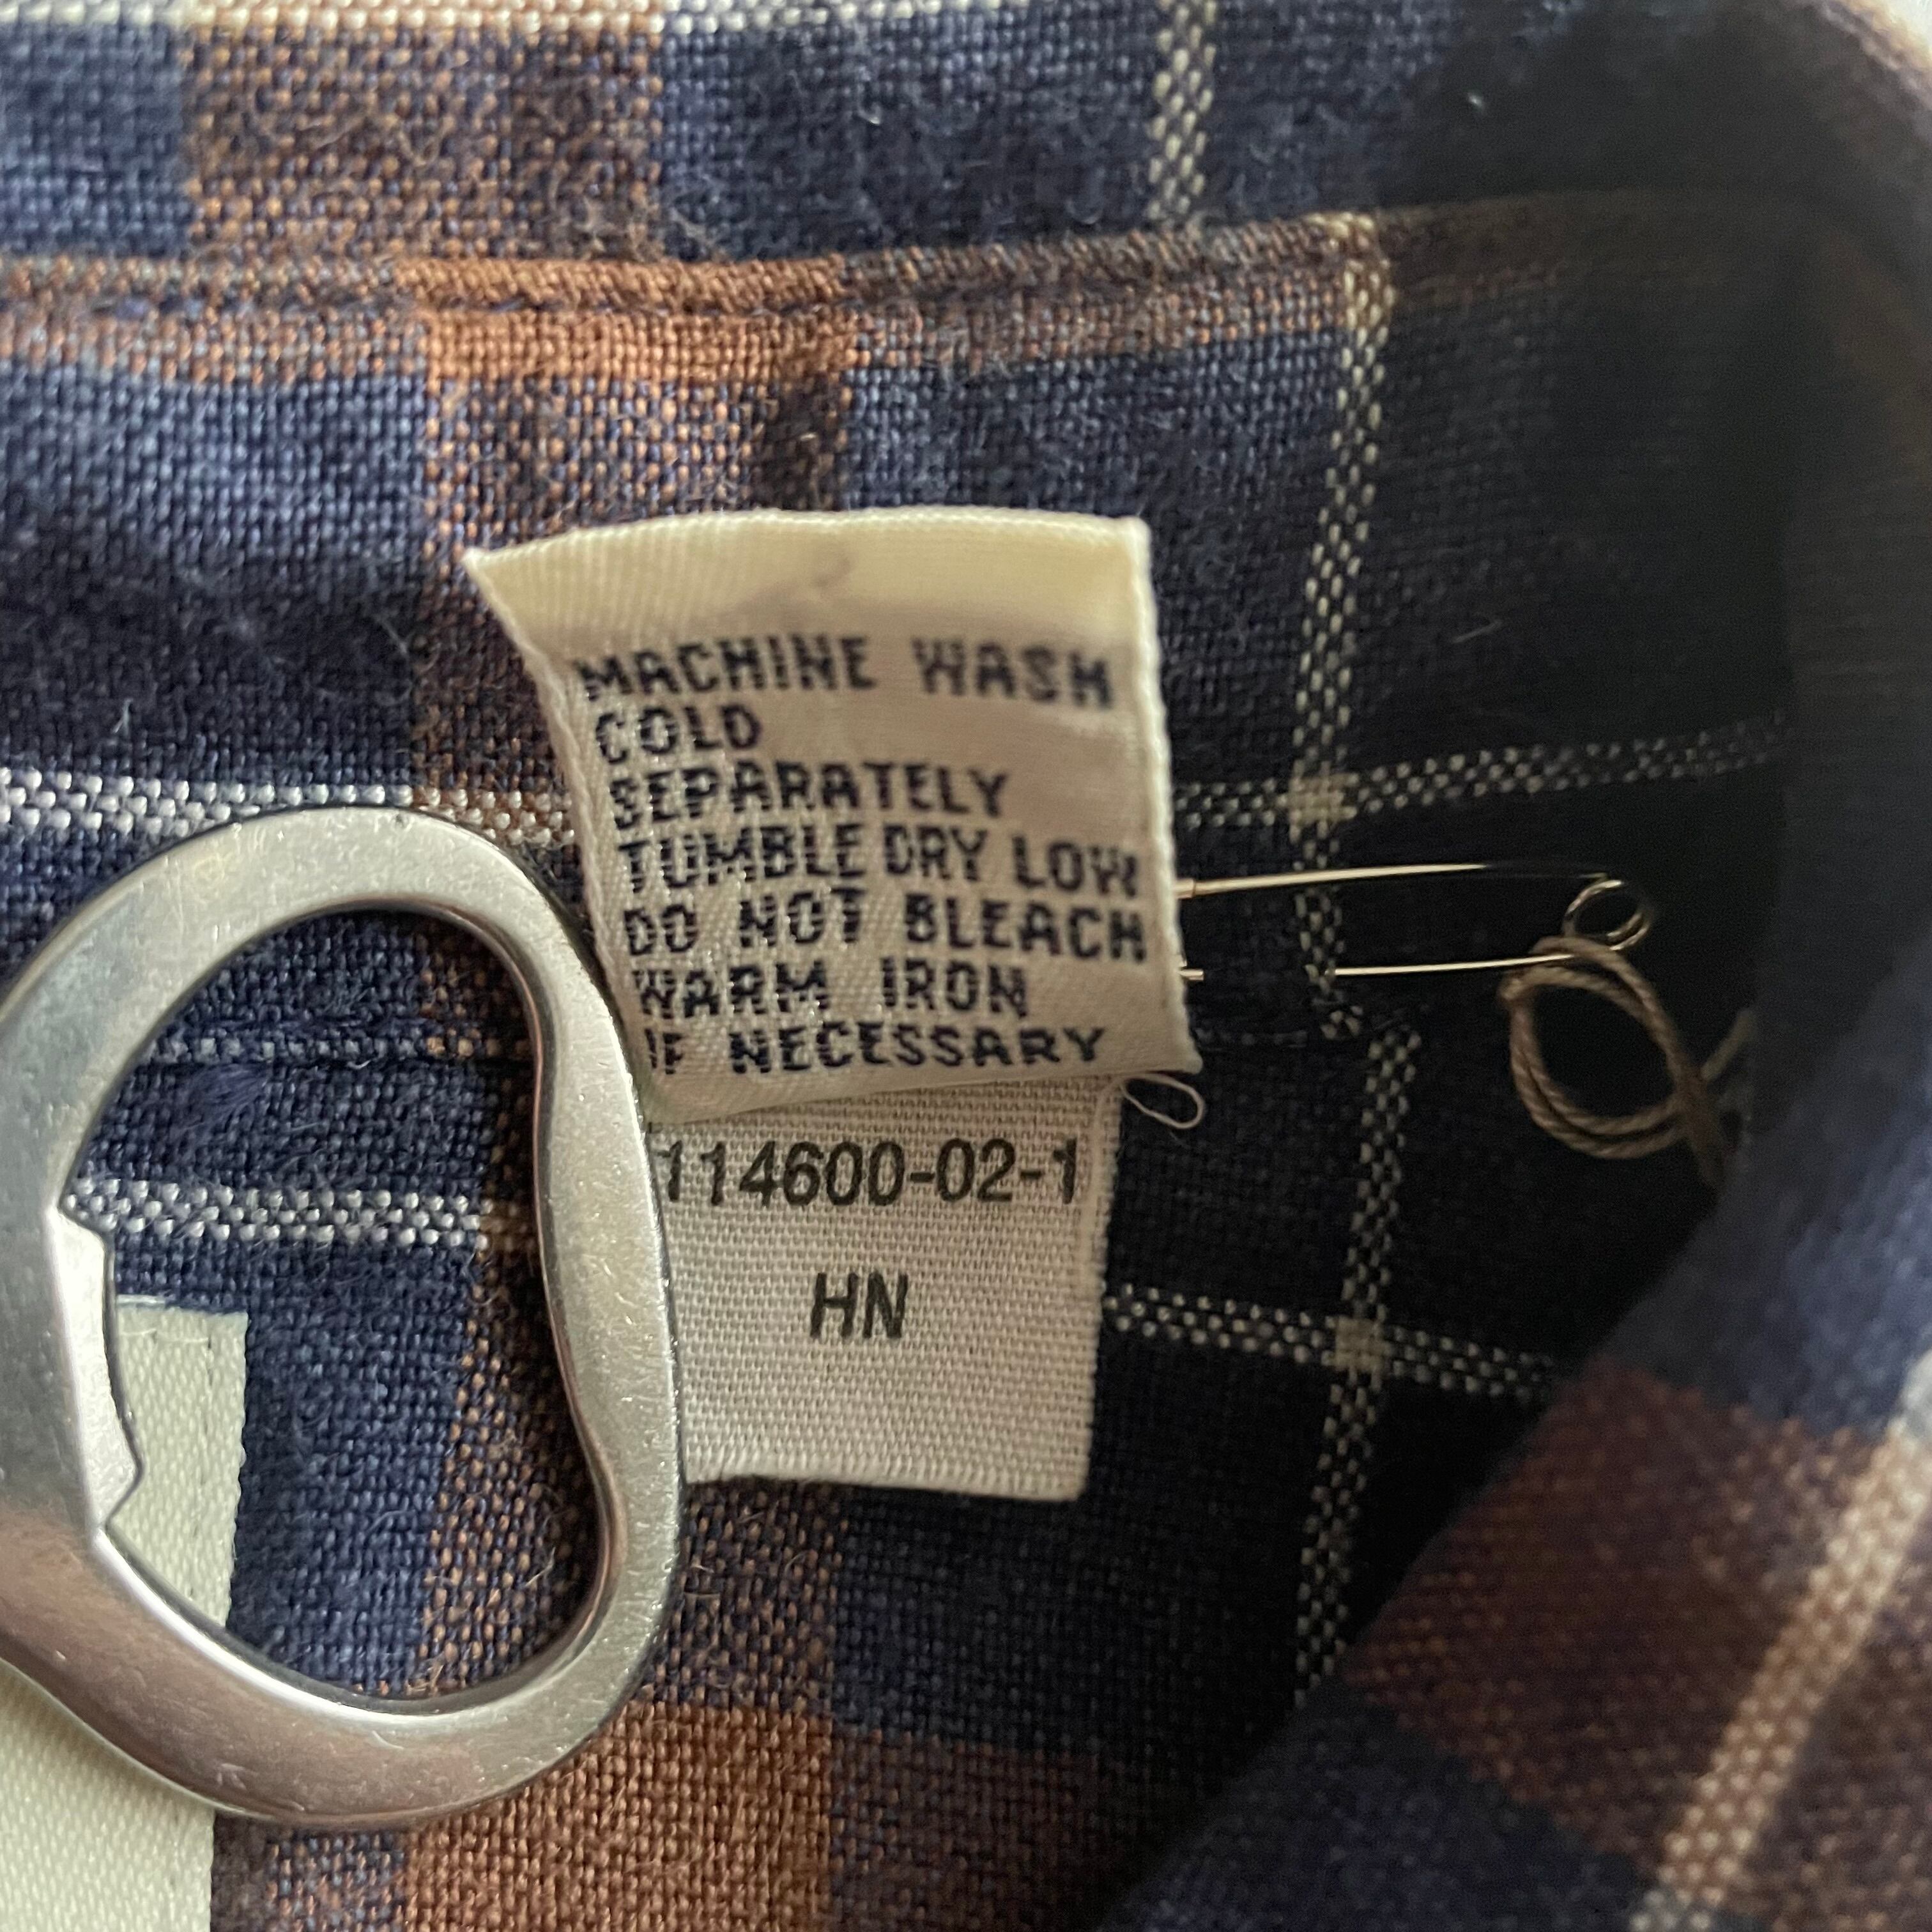 MACHINE WASH
COLD
SEPARATELY
TUMBLE DRY LOW
DO NOT BLEACH
WARM IRON
IF NECESSARY
114600-02-1
HN